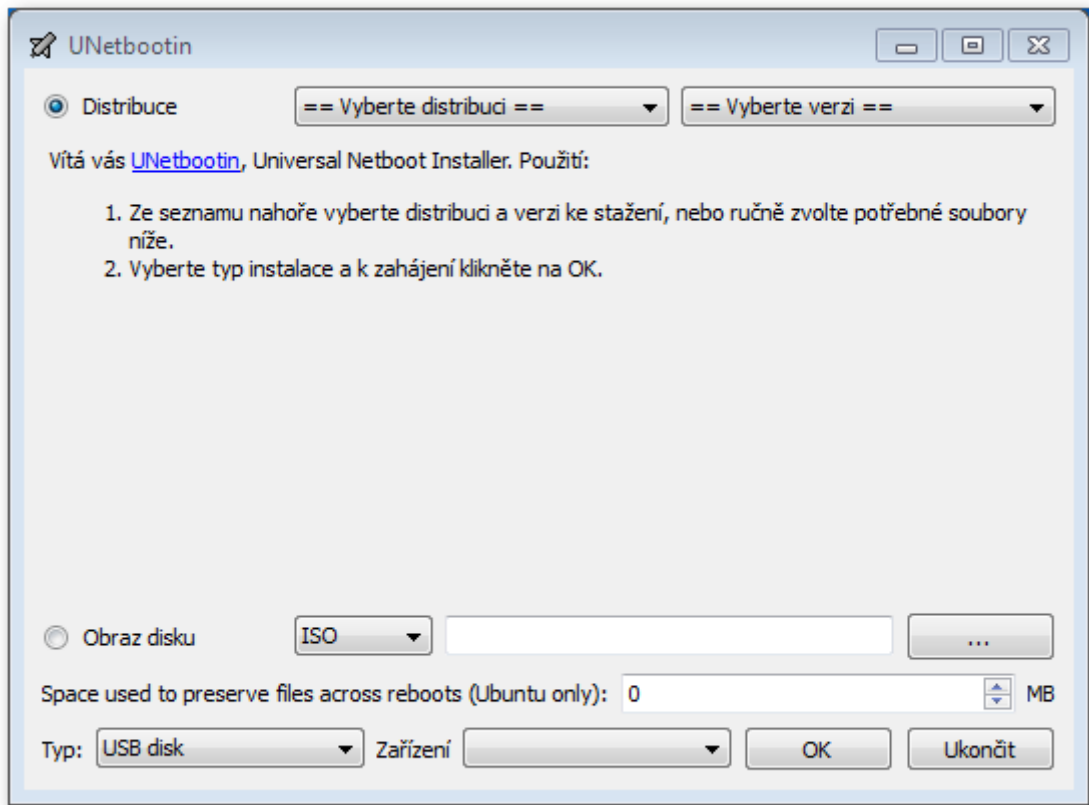 UNetbootin
Distribuce == Vyberte distribuci == == Vyberte verzi ==
Vítá vás UNetbootin, Universal Netboot Installer. Použití:
1. Ze seznamu nahoře vyberte distribuci a verzi ke stažení, nebo ručně zvolte potřebné soubory
níže.
2. Vyberte typ instalace a k zahájení klikněte na OK.
Obraz disku ISO ...
Space used to preserve files across reboots (Ubuntu only): 0 MB
Typ: USB disk Zařízení OK Ukončit